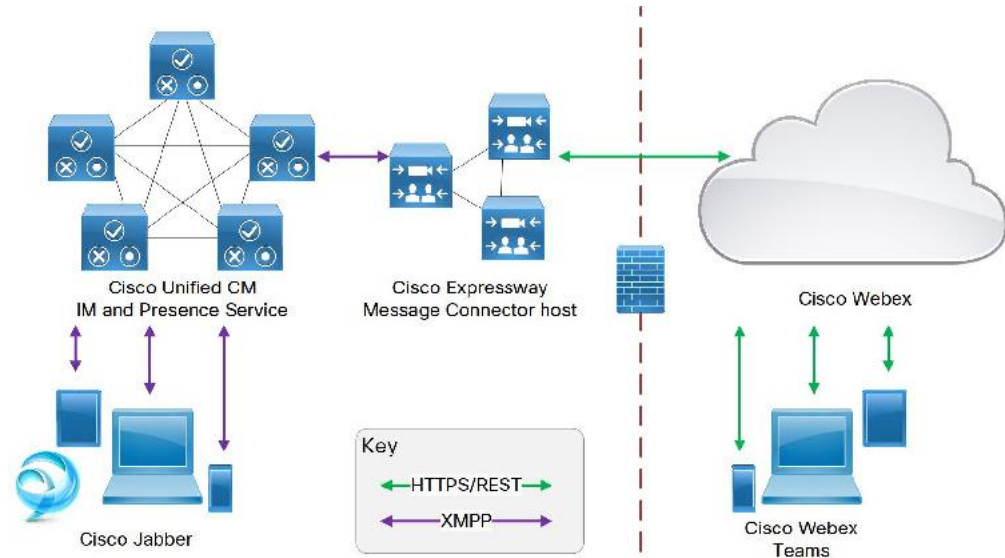 Cisco Unified CM
IM and Presence Service
Cisco Expressway
Message Connector host
Cisco Webex
Key
HTTPS/REST
XMPP
Cisco Jabber
Cisco Webex
Teams